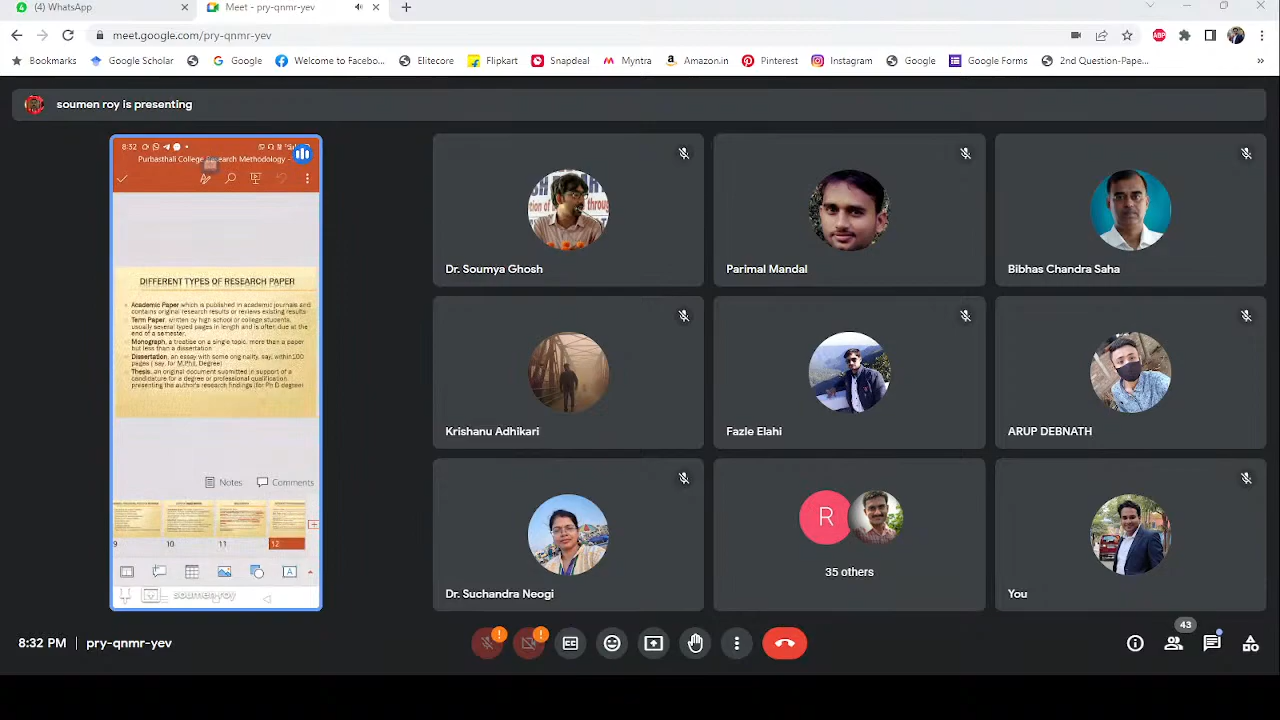 (4) WhatsApp
Meet - pry-qnmr-yev
meet.google.com/pry-qnmr-yev
ABP
Bookmarks
Google Scholar
Google
Welcome to Facebo...
Elitecore
Flipkart
Snapdeal
Myntra
Amazon.in
Pinterest
Instagram
Google
Google Forms
2nd Question-Pape...
»
soumen roy is presenting
8:32
Purbasthali College Research Methodology -
DIFFERENT TYPES OF RESEARCH PAPER
Academic Paper which is published in academic journals and
contains original research results or reviews existing results
Term Paper, written by high school or college students,
usually several typed pages in length and is often due at the
end of a semester.
Monograph, a treatise on a single topic, more than a paper
but less than a dissertation
Dissertation, an essay with some originality, say, within 100
pages ( say, for M.Phil. Degree)
Thesis, an original document submitted in support of a
candidature for a degree or professional qualification
presenting the author's research findings (for Ph D degree)
Notes
Comments
9
10
11
12
soumen roy
Dr. Soumya Ghosh
Parimal Mandal
Bibhas Chandra Saha
Krishanu Adhikari
Fazle Elahi
ARUP DEBNATH
Dr. Suchandra Neogi
R
35 others
You
8:32 PM
pry-qnmr-yev
43